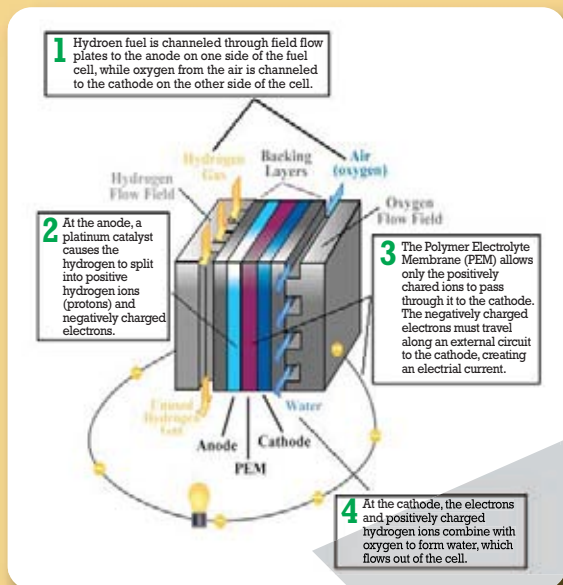 1 Hydroen fuel is channeled through field flow
plates to the anode on one side of the fuel
cell, while oxygen from the air is channeled
to the cathode on the other side of the cell.
Hydrogen
Gas
Backing
Layers
Air
(oxygen)
Hydrogen
Flow Field
Oxygen
Flow Field
2 At the anode, a
platinum catalyst
causes the
hydrogen to split
into positive
hydrogen ions
(protons) and
negatively charged
electrons.
3 The Polymer Electrolyte
Membrane (PEM) allows
only the positively
chared ions to pass
through it to the cathode.
The negatively charged
electrons must travel
along an external circuit
to the cathode, creating
an electrial current.
Unused
Hydrogen
Gas
Water
Anode
Cathode
PEM
4 At the cathode, the electrons
and positively charged
hydrogen ions combine with
oxygen to form water, which
flows out of the cell.